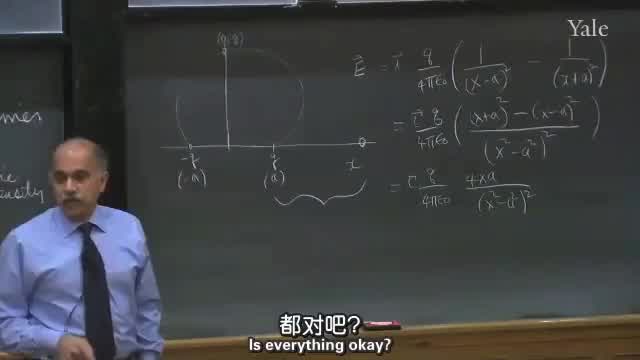 Yale
(0, y)
-q
(-a)
q
(a)
x
E⃗ = i⃗ q/4πε₀ (1/(x-a)² - 1/(x+a)²)
= i⃗ q/4πε₀ ((x+a)² - (x-a)²/(x²-a²)²)
= i⃗ q/4πε₀ 4xa/(x²-a²)²
都对吧?
Is everything okay?